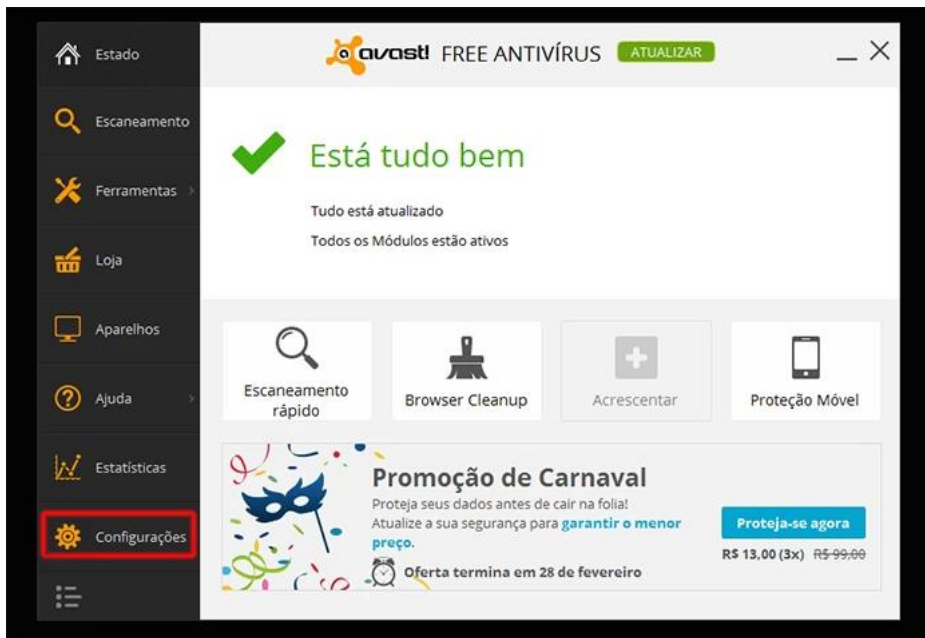 Estado
avast! FREE ANTIVÍRUS ATUALIZAR
Escaneamento
Ferramentas
Loja
Aparelhos
Ajuda
Estatísticas
Configurações
Está tudo bem
Tudo está atualizado
Todos os Módulos estão ativos
Escaneamento
rápido
Browser Cleanup
Acrescentar
Proteção Móvel
Promoção de Carnaval
Proteja seus dados antes de cair na folia!
Atualize a sua segurança para garantir o menor
preço.
Oferta termina em 28 de fevereiro
Proteja-se agora
R$ 13,00 (3x) R$ 99,00